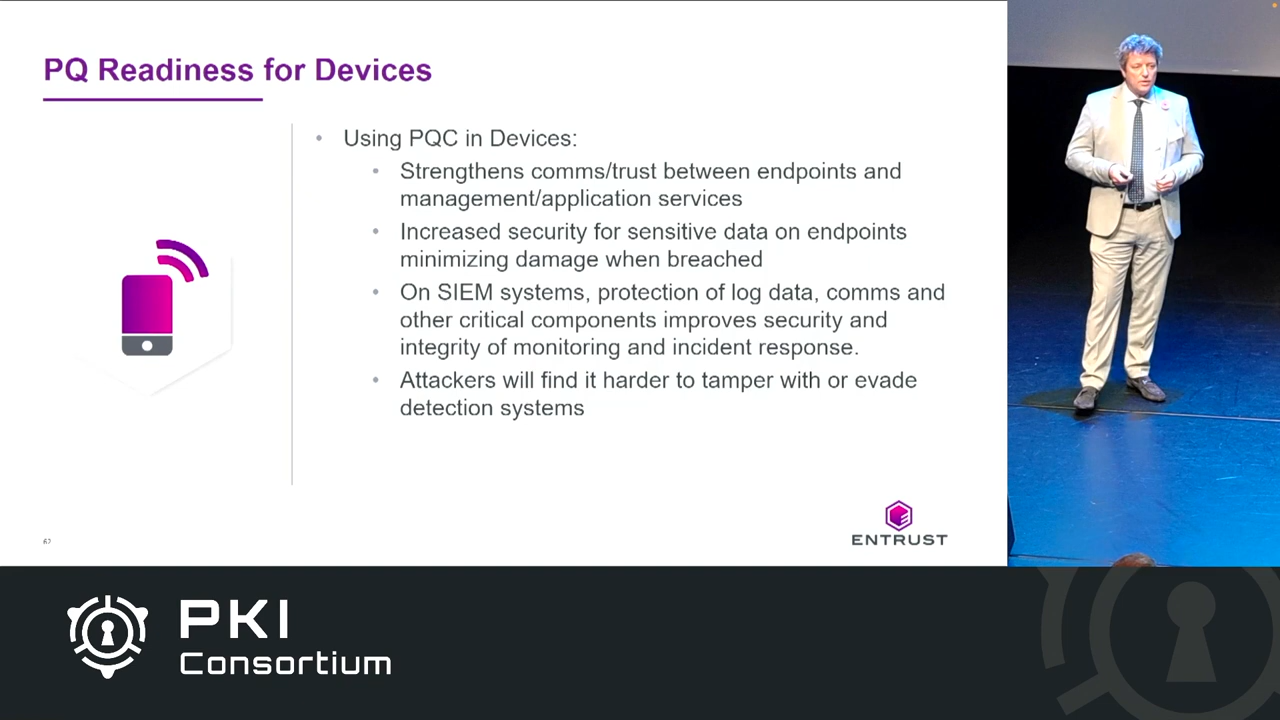 PQ Readiness for Devices
• Using PQC in Devices:
• Strengthens comms/trust between endpoints and
management/application services
• Increased security for sensitive data on endpoints
minimizing damage when breached
• On SIEM systems, protection of log data, comms and
other critical components improves security and
integrity of monitoring and incident response.
• Attackers will find it harder to tamper with or evade
detection systems
62
ENTRUST
PKI
Consortium